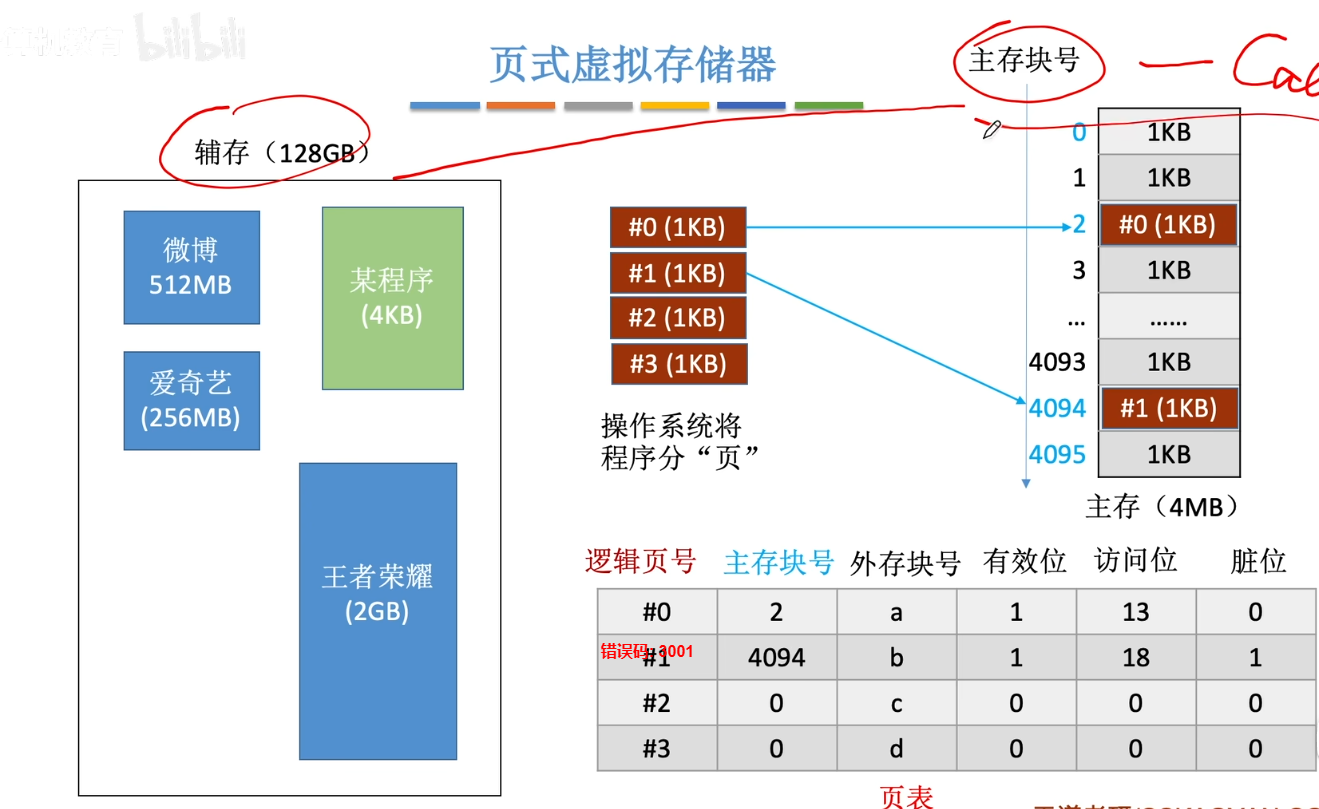 bilibili
页式虚拟存储器
主存块号
辅存（128GB）
微博
512MB
某程序
(4KB)
爱奇艺
(256MB)
王者荣耀
(2GB)
#0 (1KB)
#1 (1KB)
#2 (1KB)
#3 (1KB)
操作系统将
程序分“页”
0 1KB
1 1KB
2 #0 (1KB)
3 1KB
... ......
4093 1KB
4094 #1 (1KB)
4095 1KB
主存（4MB）
逻辑页号 主存块号 外存块号 有效位 访问位 脏位
#0 2 a 1 13 0
#1 4094 b 1 18 1
错误码: 3001
#2 0 c 0 0 0
#3 0 d 0 0 0
页表